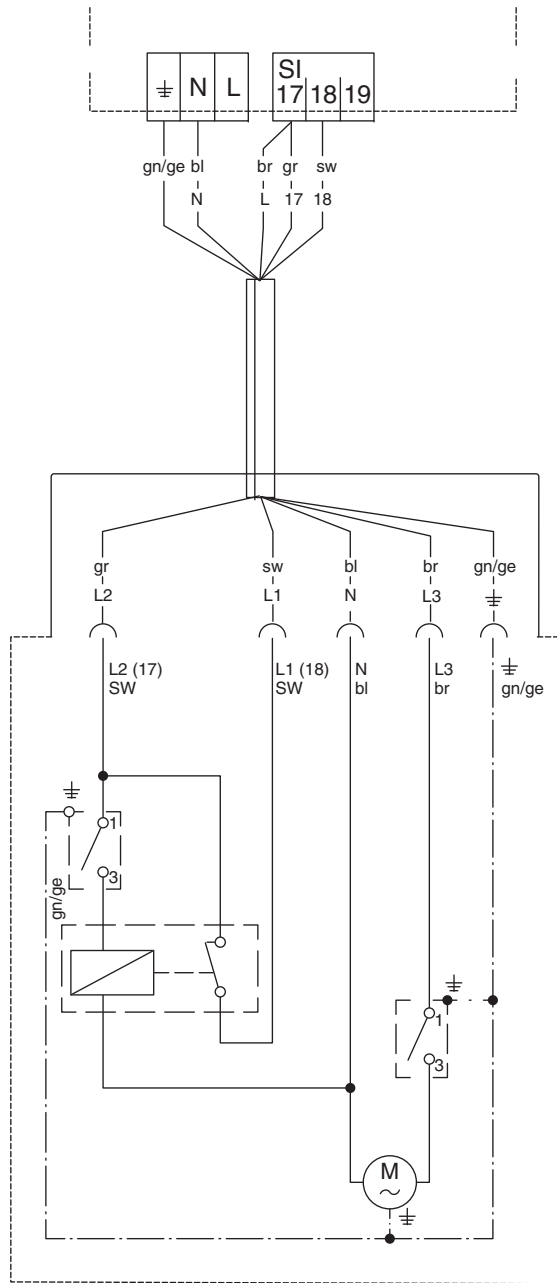 ⏚ N L
SI
17 18 19
gn/ge bl br gr sw
N L 17 18
gr sw bl br gn/ge
L2 L1 N L3 ⏚
L2 (17) L1 (18) N L3 ⏚
SW SW bl br gn/ge
⏚
1
3
gn/ge
⏚
1
3
M
~
⏚